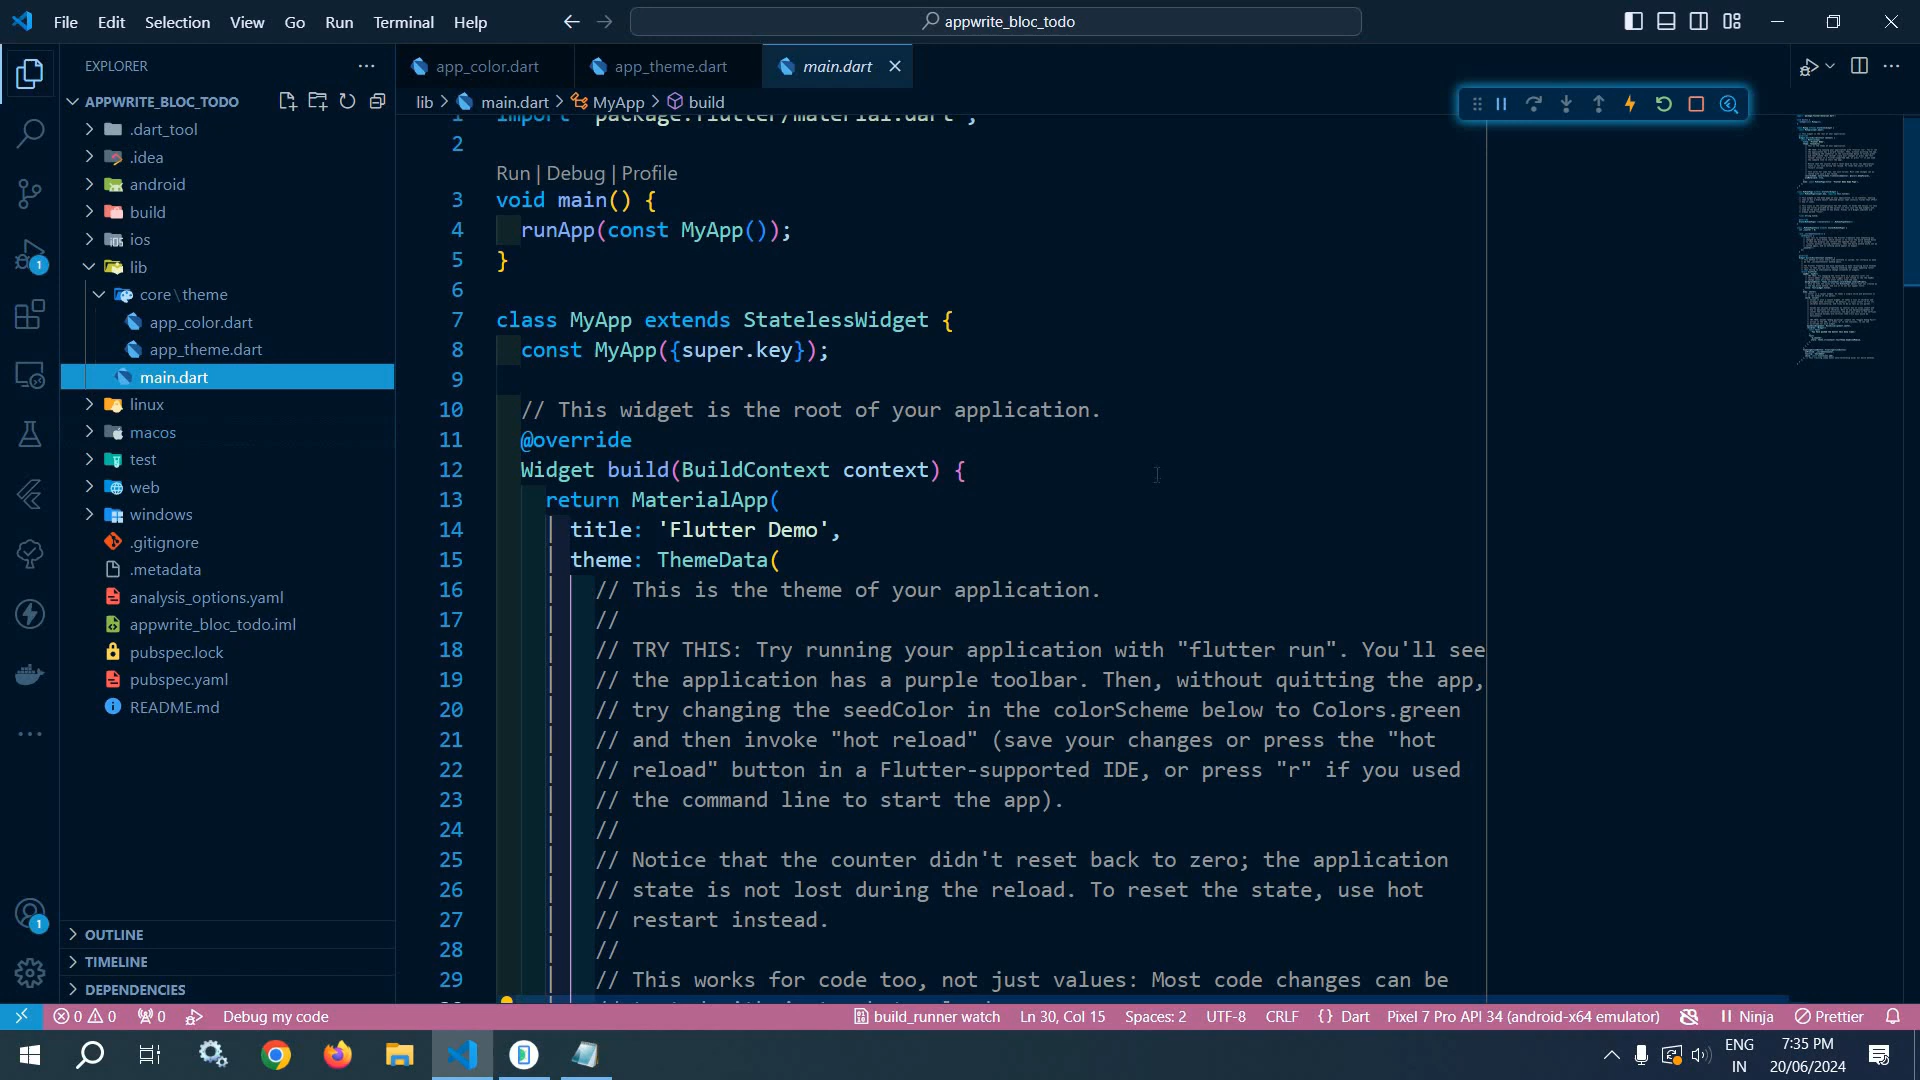 File Edit Selection View Go Run Terminal Help
appwrite_bloc_todo
EXPLORER
app_color.dart
app_theme.dart
main.dart
APPWRITE_BLOC_TODO
lib > main.dart > MyApp > build
.dart_tool
.idea
android
build
ios
lib
core\theme
app_color.dart
app_theme.dart
main.dart
linux
macos
test
web
windows
.gitignore
.metadata
analysis_options.yaml
appwrite_bloc_todo.iml
pubspec.lock
pubspec.yaml
README.md
OUTLINE
TIMELINE
DEPENDENCIES
1 import 'package:flutter/material.dart';
2
Run | Debug | Profile
3 void main() {
4 runApp(const MyApp());
5 }
6
7 class MyApp extends StatelessWidget {
8 const MyApp({super.key});
9
10 // This widget is the root of your application.
11 @override
12 Widget build(BuildContext context) {
13 return MaterialApp(
14 title: 'Flutter Demo',
15 theme: ThemeData(
16 // This is the theme of your application.
17 //
18 // TRY THIS: Try running your application with "flutter run". You'll see
19 // the application has a purple toolbar. Then, without quitting the app,
20 // try changing the seedColor in the colorScheme below to Colors.green
21 // and then invoke "hot reload" (save your changes or press the "hot
22 // reload" button in a Flutter-supported IDE, or press "r" if you used
23 // the command line to start the app).
24 //
25 // Notice that the counter didn't reset back to zero; the application
26 // state is not lost during the reload. To reset the state, use hot
27 // restart instead.
28 //
29 // This works for code too, not just values: Most code changes can be
1
1
0 0 0 Debug my code
build_runner watch Ln 30, Col 15 Spaces: 2 UTF-8 CRLF {} Dart Pixel 7 Pro API 34 (android-x64 emulator) Ninja Prettier
ENG
IN
7:35 PM
20/06/2024